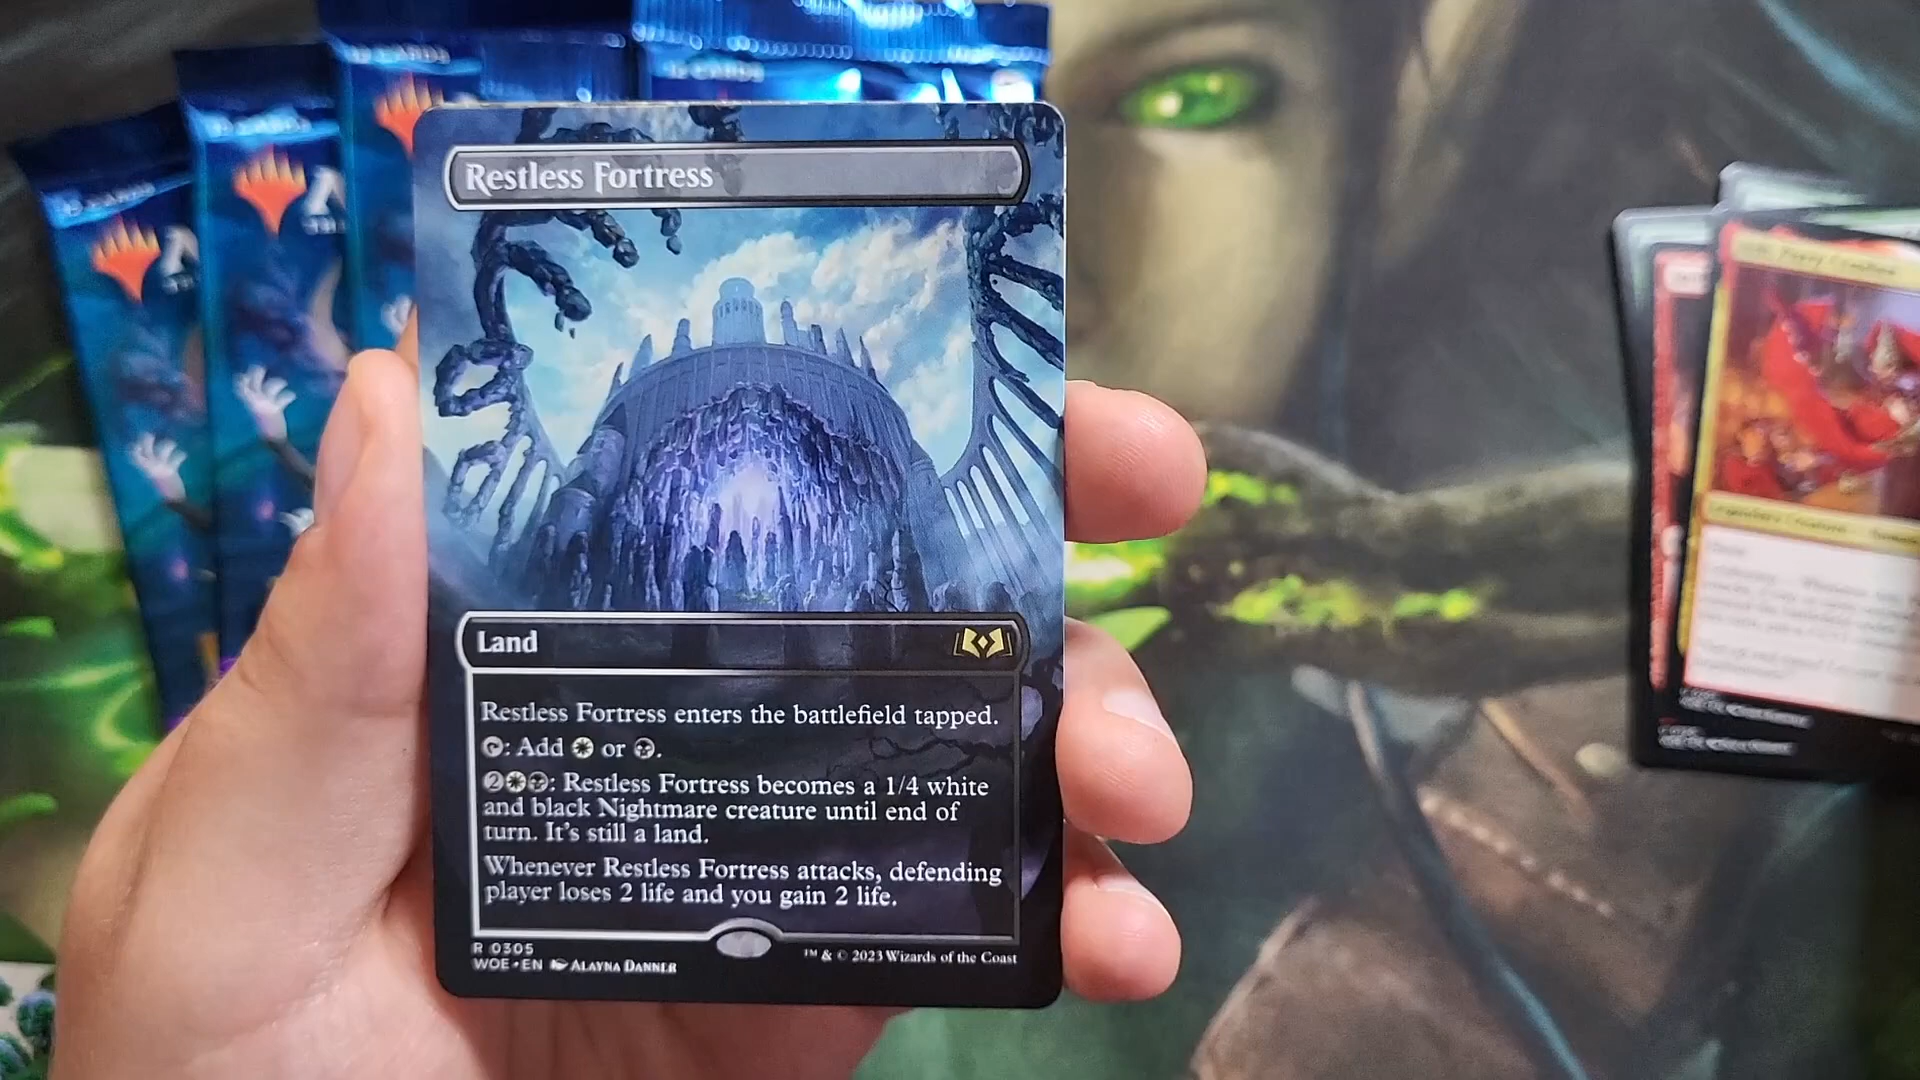 Restless Fortress
Land
Restless Fortress enters the battlefield tapped.
: Add or .
2: Restless Fortress becomes a 1/4 white
and black Nightmare creature until end of
turn. It's still a land.
Whenever Restless Fortress attacks, defending
player loses 2 life and you gain 2 life.
R 0305
WOE • EN ALAYNA DANNER
™ & © 2023 Wizards of the Coast